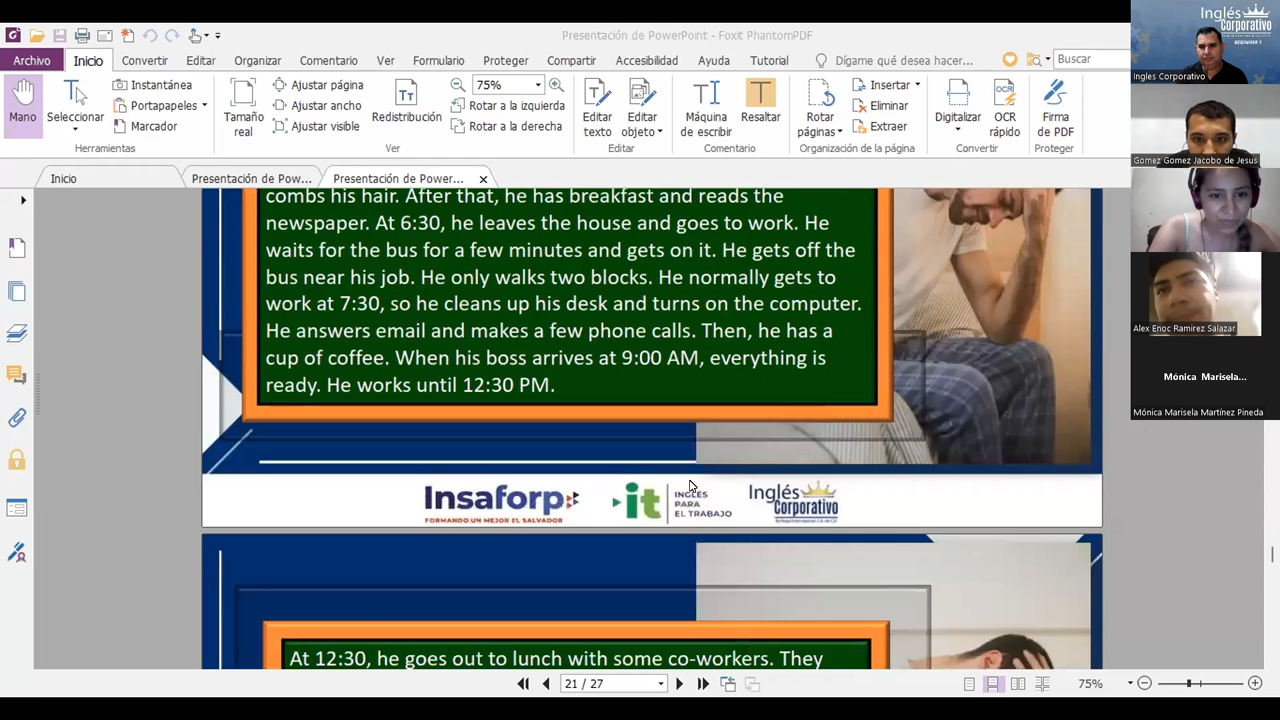 Presentación de PowerPoint - Foxit PhantomPDF
Archivo Inicio Convertir Editar Organizar Comentario Ver Formulario Proteger Compartir Accesibilidad Ayuda Tutorial Dígame qué desea hacer... Buscar
Mano
Seleccionar
Instantánea
Portapapeles
Marcador
Herramientas
Tamaño
real
Ajustar página
Ajustar ancho
Ajustar visible
Redistribución
75%
Rotar a la izquierda
Rotar a la derecha
Ver
Editar
texto
Editar
objeto
Editar
Máquina
de escribir
Resaltar
Comentario
Rotar
páginas
Insertar
Eliminar
Extraer
Organización de la página
Digitalizar
OCR
rápido
Convertir
Firma
de PDF
Proteger
Inicio
Presentación de Pow...
Presentación de Power...
combs his hair. After that, he has breakfast and reads the
newspaper. At 6:30, he leaves the house and goes to work. He
waits for the bus for a few minutes and gets on it. He gets off the
bus near his job. He only walks two blocks. He normally gets to
work at 7:30, so he cleans up his desk and turns on the computer.
He answers email and makes a few phone calls. Then, he has a
cup of coffee. When his boss arrives at 9:00 AM, everything is
ready. He works until 12:30 PM.
Insaforp
FORMANDO UN MEJOR EL SALVADOR
it
INGLÉS
PARA
EL TRABAJO
Inglés
Corporativo
At 12:30, he goes out to lunch with some co-workers. They
21 / 27
75%
Inglés
Corporativo
BEGINNER 1
Ingles Corporativo
Gomez Gomez Jacobo de Jesus
Alex Enoc Ramirez Salazar
Mónica Marisela...
Mónica Marisela Martínez Pineda